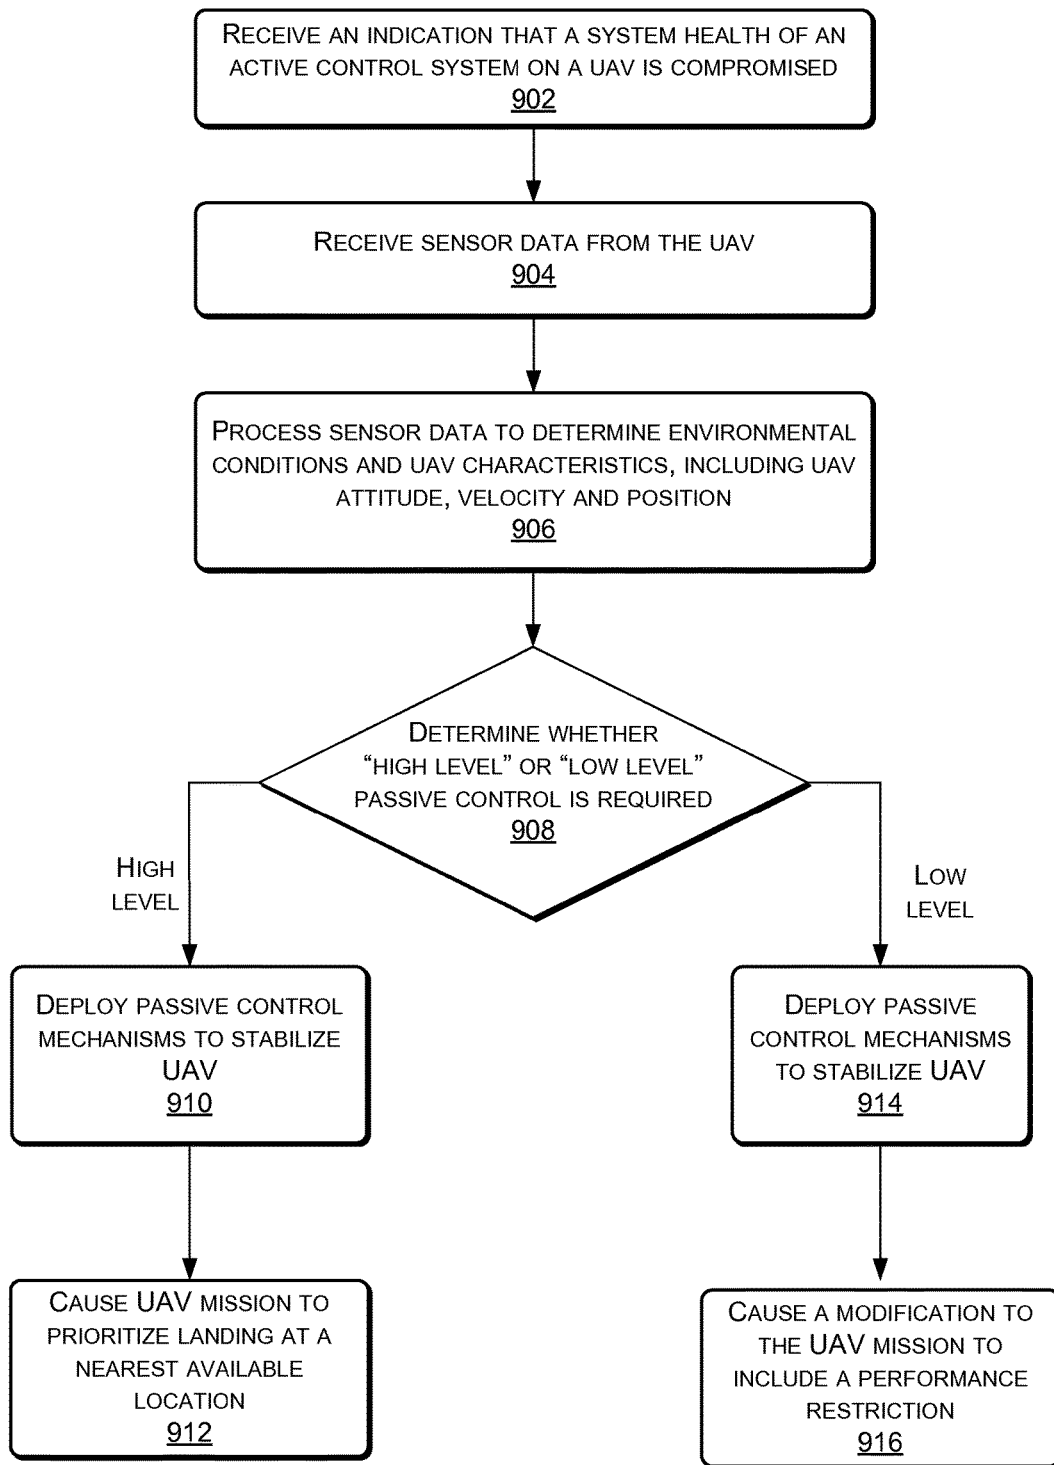 RECEIVE AN INDICATION THAT A SYSTEM HEALTH OF AN
ACTIVE CONTROL SYSTEM ON A UAV IS COMPROMISED
902
RECEIVE SENSOR DATA FROM THE UAV
904
PROCESS SENSOR DATA TO DETERMINE ENVIRONMENTAL
CONDITIONS AND UAV CHARACTERISTICS, INCLUDING UAV
ATTITUDE, VELOCITY AND POSITION
906
DETERMINE WHETHER
“HIGH LEVEL” OR “LOW LEVEL”
PASSIVE CONTROL IS REQUIRED
908
HIGH
LEVEL
LOW
LEVEL
DEPLOY PASSIVE CONTROL
MECHANISMS TO STABILIZE
UAV
910
DEPLOY PASSIVE
CONTROL MECHANISMS
TO STABILIZE UAV
914
CAUSE UAV MISSION TO
PRIORITIZE LANDING AT A
NEAREST AVAILABLE
LOCATION
912
CAUSE A MODIFICATION TO
THE UAV MISSION TO
INCLUDE A PERFORMANCE
RESTRICTION
916